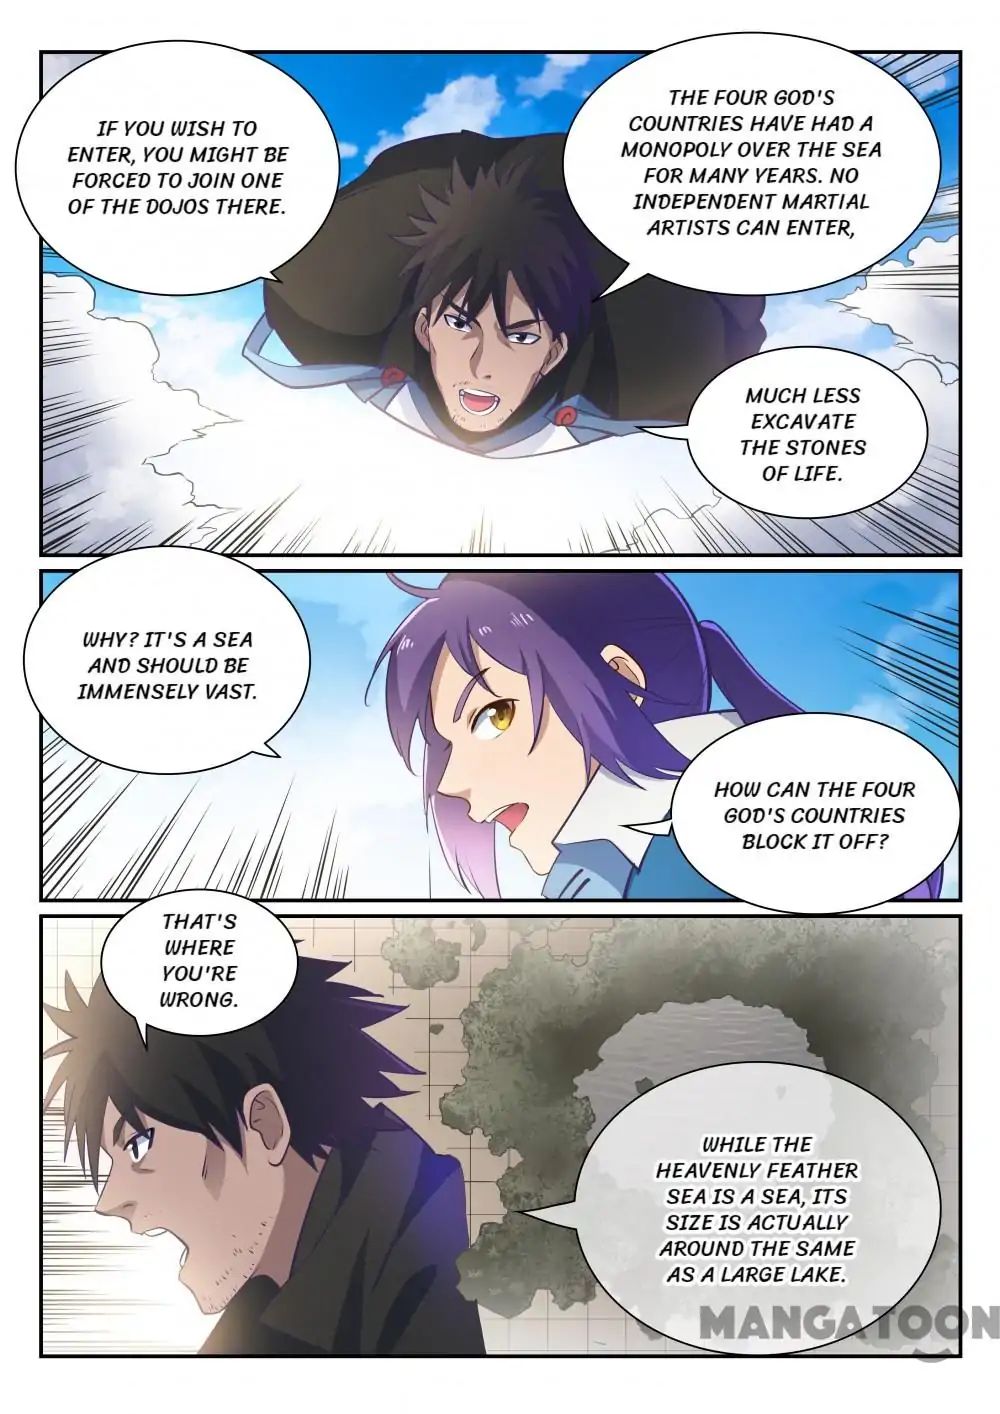 IF YOU WISH TO
ENTER, YOU MIGHT BE
FORCED TO JOIN ONE
OF THE DOJOS THERE.
THE FOUR GOD'S
COUNTRIES HAVE HAD A
MONOPOLY OVER THE SEA
FOR MANY YEARS. NO
INDEPENDENT MARTIAL
ARTISTS CAN ENTER,
MUCH LESS
EXCAVATE
THE STONES
OF LIFE.
WHY? IT'S A SEA
AND SHOULD BE
IMMENSELY VAST.
HOW CAN THE FOUR
GOD'S COUNTRIES
BLOCK IT OFF?
THAT'S
WHERE
YOU'RE
WRONG.
WHILE THE
HEAVENLY FEATHER
SEA IS A SEA, ITS
SIZE IS ACTUALLY
AROUND THE SAME
AS A LARGE LAKE.
MANGATOON